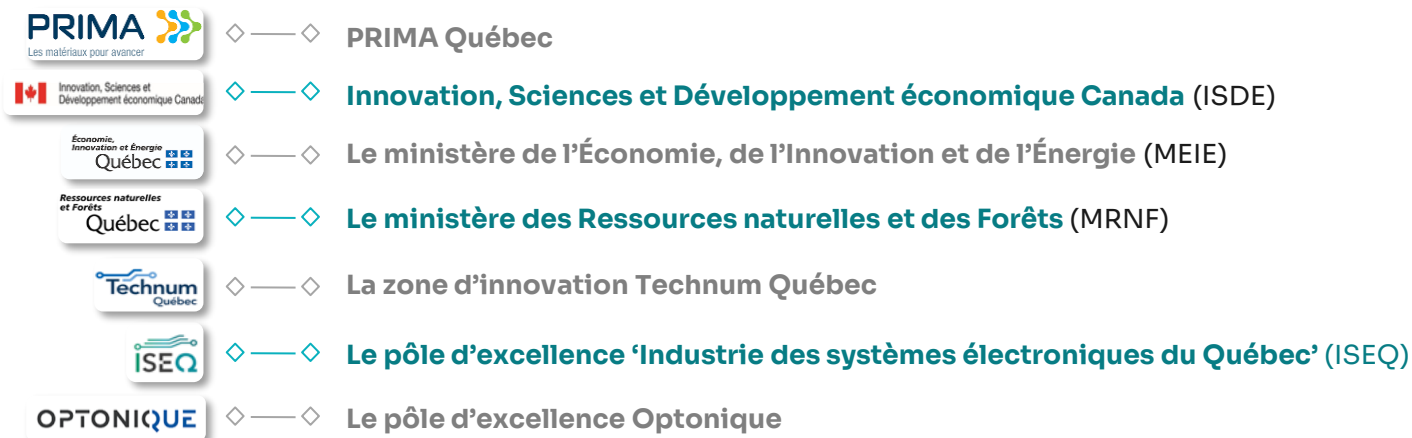 PRIMA
Les matériaux pour avancer
PRIMA Québec
Innovation, Sciences et
Développement économique Canada
Innovation, Sciences et Développement économique Canada (ISDE)
Économie,
Innovation et Énergie
Québec
Le ministère de l’Économie, de l’Innovation et de l’Énergie (MEIE)
Ressources naturelles
et Forêts
Québec
Le ministère des Ressources naturelles et des Forêts (MRNF)
Technum
Québec
La zone d’innovation Technum Québec
ISEQ
Le pôle d’excellence ‘Industrie des systèmes électroniques du Québec’ (ISEQ)
OPTONIQUE
Le pôle d’excellence Optonique